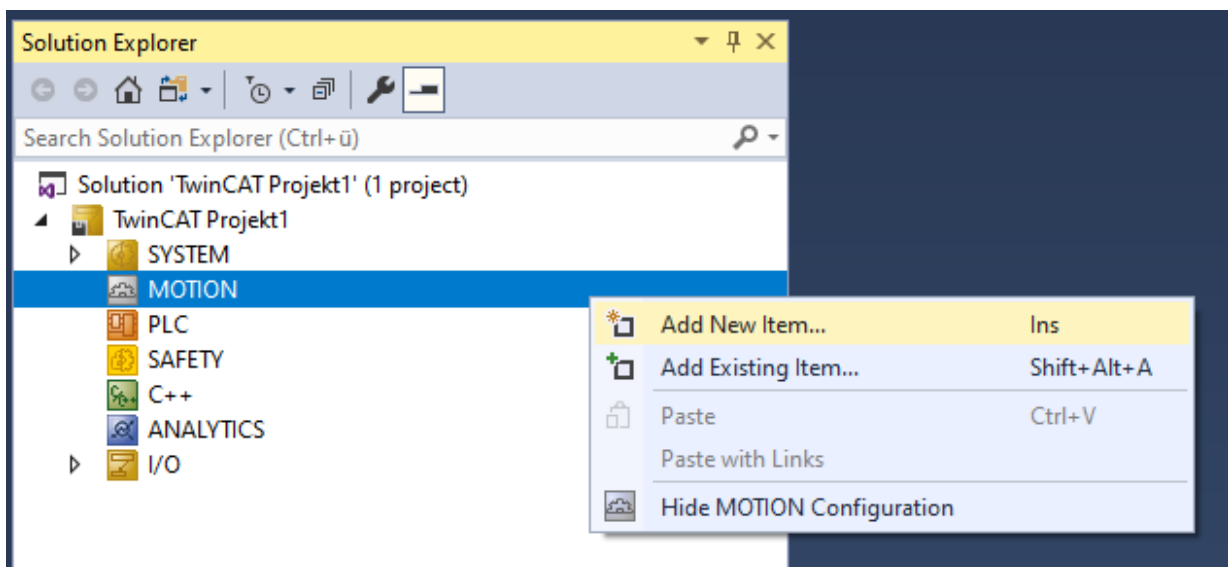 Solution Explorer
Search Solution Explorer (Ctrl+ü)
Solution 'TwinCAT Projekt1' (1 project)
TwinCAT Projekt1
SYSTEM
MOTION
PLC
SAFETY
C++
ANALYTICS
I/O
Add New Item... Ins
Add Existing Item... Shift+Alt+A
Paste Ctrl+V
Paste with Links
Hide MOTION Configuration